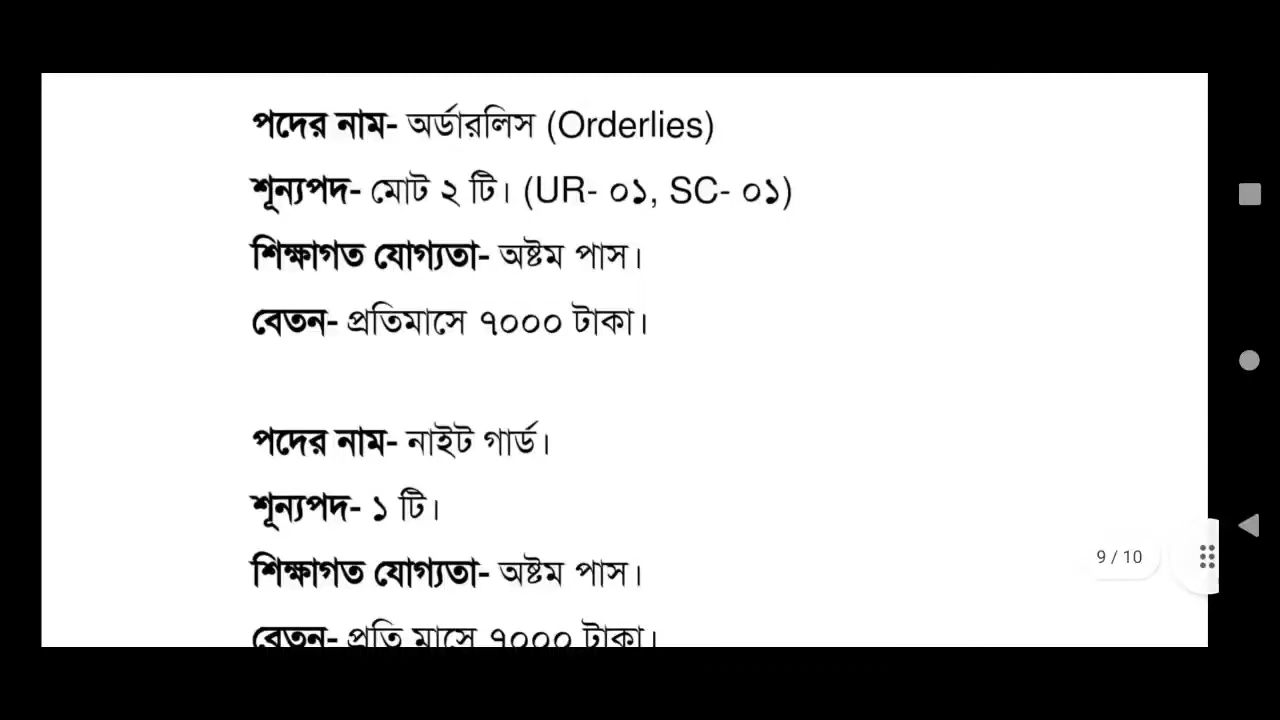 পদের নাম- অর্ডারলিস (Orderlies)
শূন্যপদ- মোট ২ টি। (UR- ০১, SC- ০১)
শিক্ষাগত যোগ্যতা- অষ্টম পাস।
বেতন- প্রতিমাসে ৭০০০ টাকা।
পদের নাম- নাইট গার্ড।
শূন্যপদ- ১ টি।
শিক্ষাগত যোগ্যতা- অষ্টম পাস।
9 / 10
বেতন- প্রতি মাসে ৭০০০ টাকা।